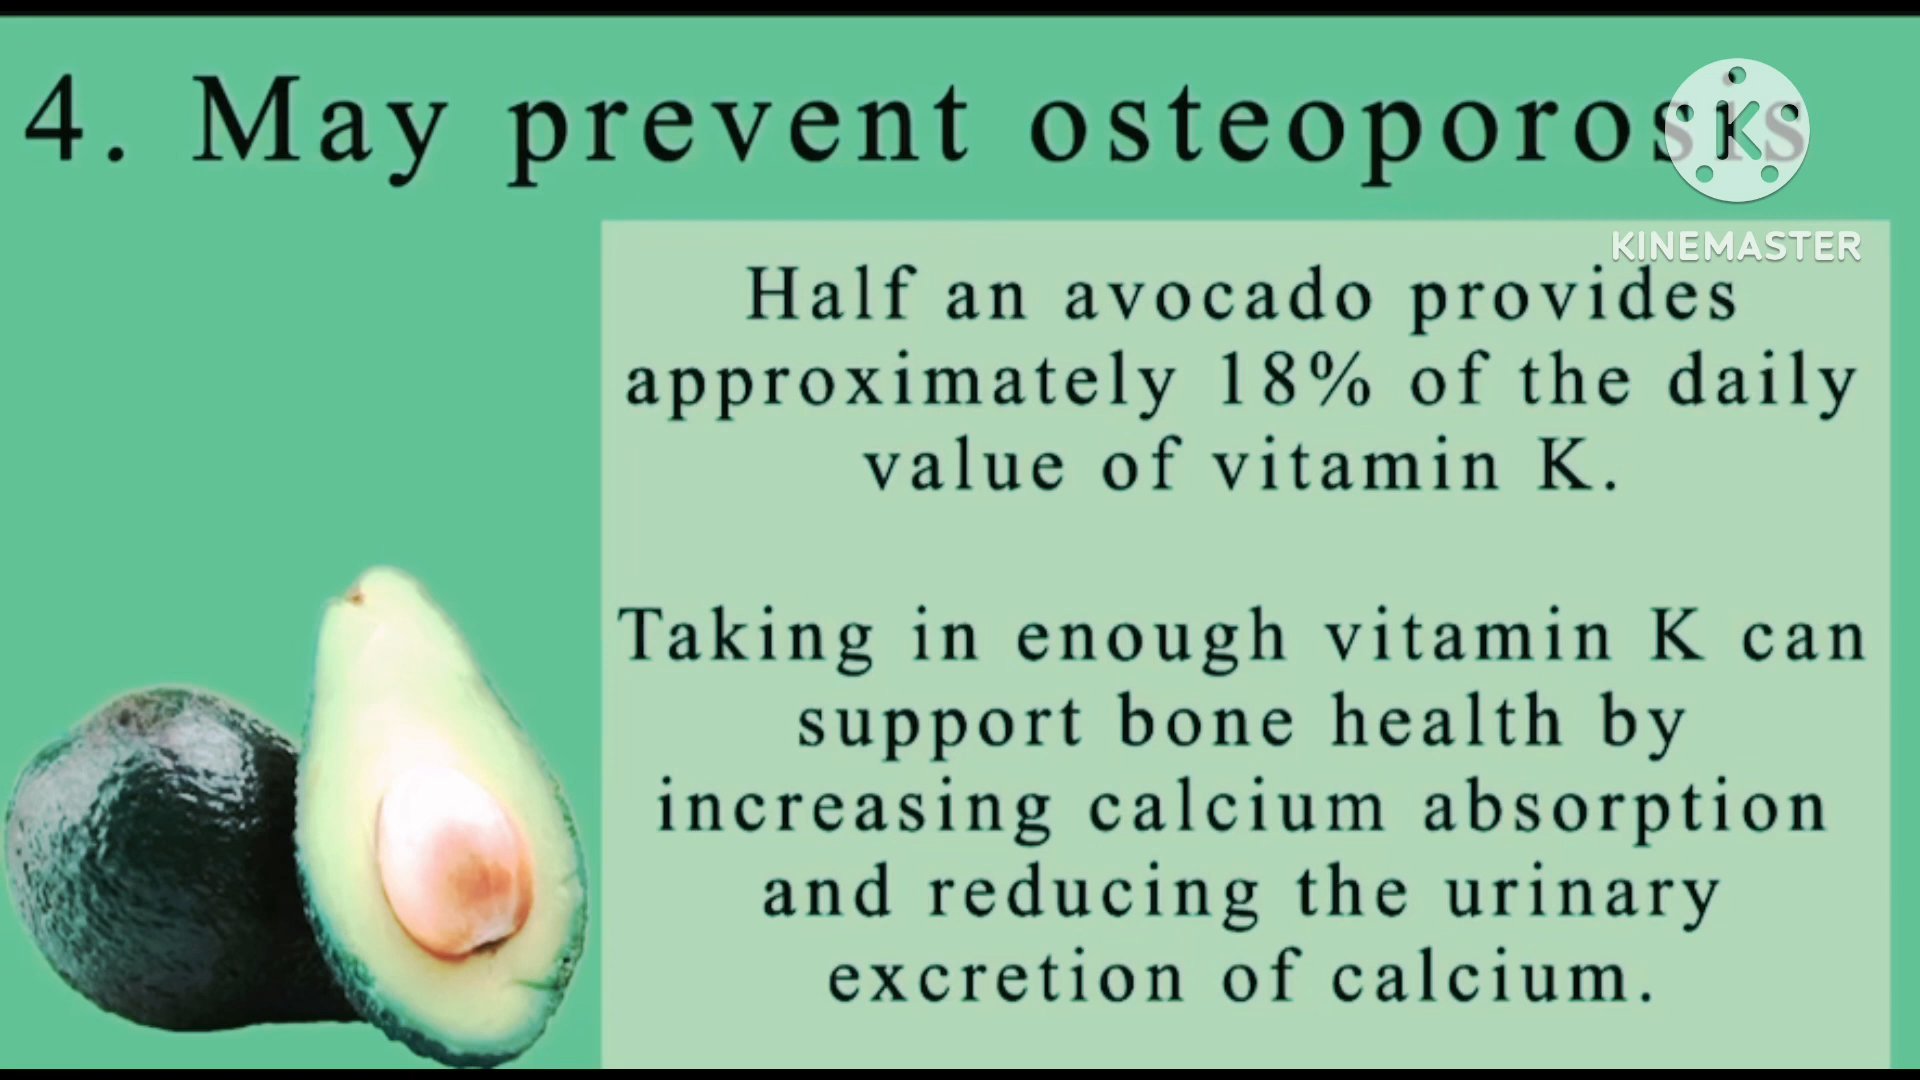 4. May prevent osteoporosis
KINEMASTER
Half an avocado provides
approximately 18% of the daily
value of vitamin K.
Taking in enough vitamin K can
support bone health by
increasing calcium absorption
and reducing the urinary
excretion of calcium.